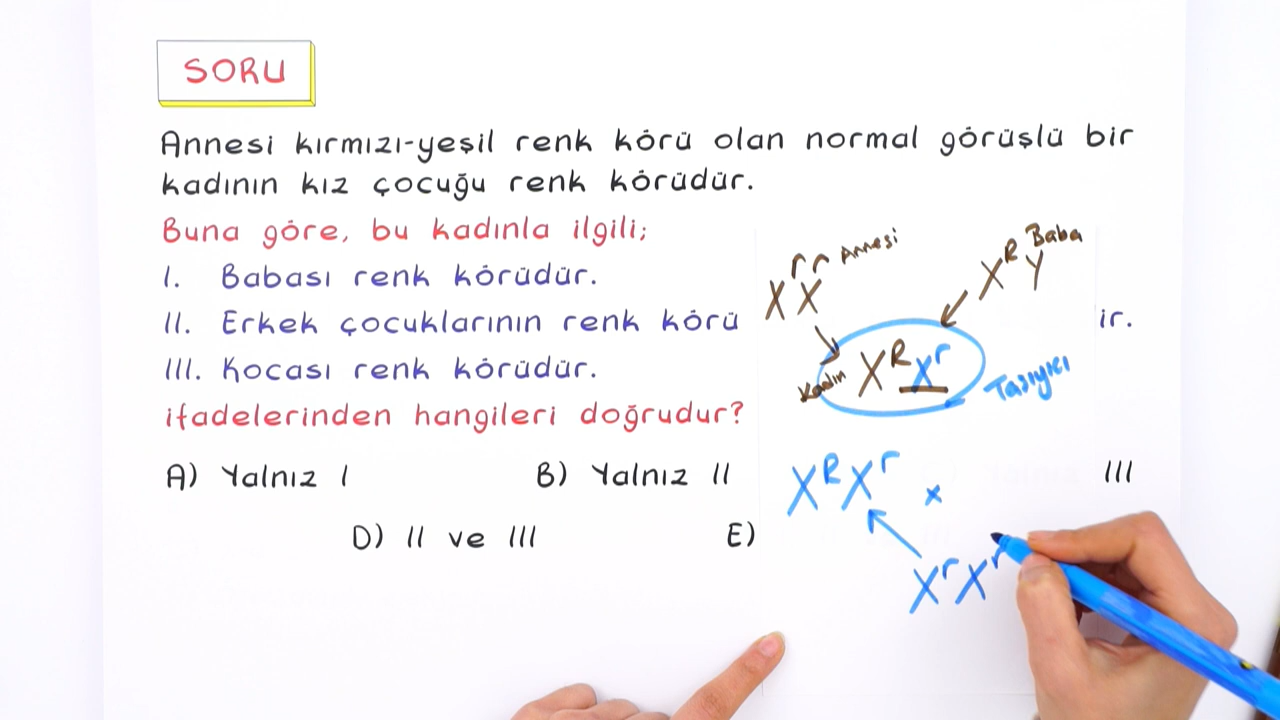 SORU
Annesi kırmızı-yeşil renk körü olan normal görüşlü bir
kadının kız çocuğu renk körüdür.
Buna göre, bu kadınla ilgili;
I. Babası renk körüdür.
II. Erkek çocuklarının renk körü ir.
III. Kocası renk körüdür.
ifadelerinden hangileri doğrudur?
A) Yalnız I
B) Yalnız II
III
D) II ve III
E)
XʳXʳ Annesi
XᴿY Baba
Kadın XᴿXʳ
Taşıyıcı
XᴿXʳ x
XʳXʳ